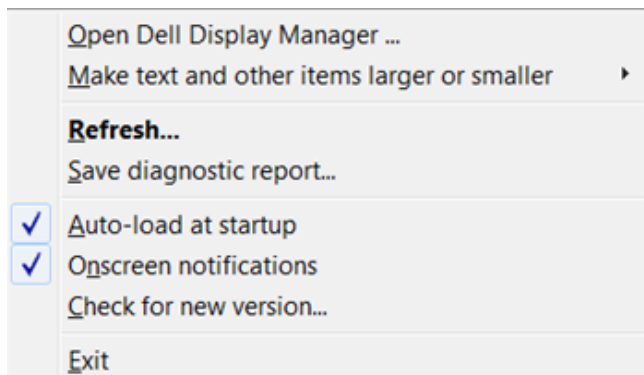 Open Dell Display Manager ...
Make text and other items larger or smaller
Refresh...
Save diagnostic report...
Auto-load at startup
Onscreen notifications
Check for new version...
Exit